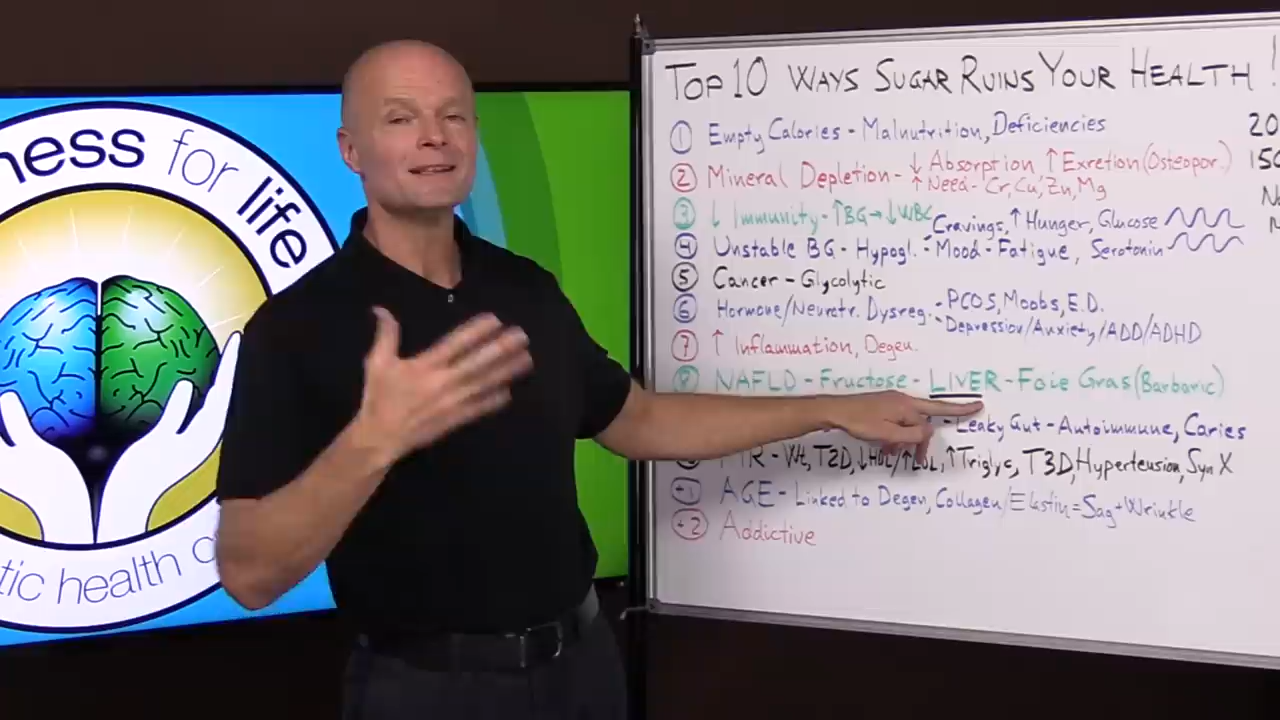 ness for life
tic health c
TOP 10 WAYS SUGAR RUINS YOUR HEALTH !
① Empty Calories - Malnutrition, Deficiencies
20
150
② Mineral Depletion - ↓ Absorption ↑ Exretion (Osteopor.)
↑ Need - Cr, Cu, Zn, Mg
③ ↓ Immunity - ↑BG → ↓WBC
- Cravings, ↑ Hunger, Glucose
④ Unstable BG - Hypogl. - Mood - Fatigue, Serotonin
⑤ Cancer - Glycolytic
⑥ Hormone/Neurotr. Dysreg. - PCOS, Moobs, E.D.
- Depression/Anxiety/ADD/ADHD
⑦ ↑ Inflammation, Degen.
⑧ NAFLD - Fructose - LIVER - Foie Gras (Barbaric)
- Leaky Gut - Autoimmune, Caries
IR - Wt, T2D, ↓HDL/↑LDL, ↑Triglyc, T3D, Hypertension, Syn X
+1 AGE - Linked to Degen, Collagen/Elastin = Sag + Wrinkle
+2 Addictive